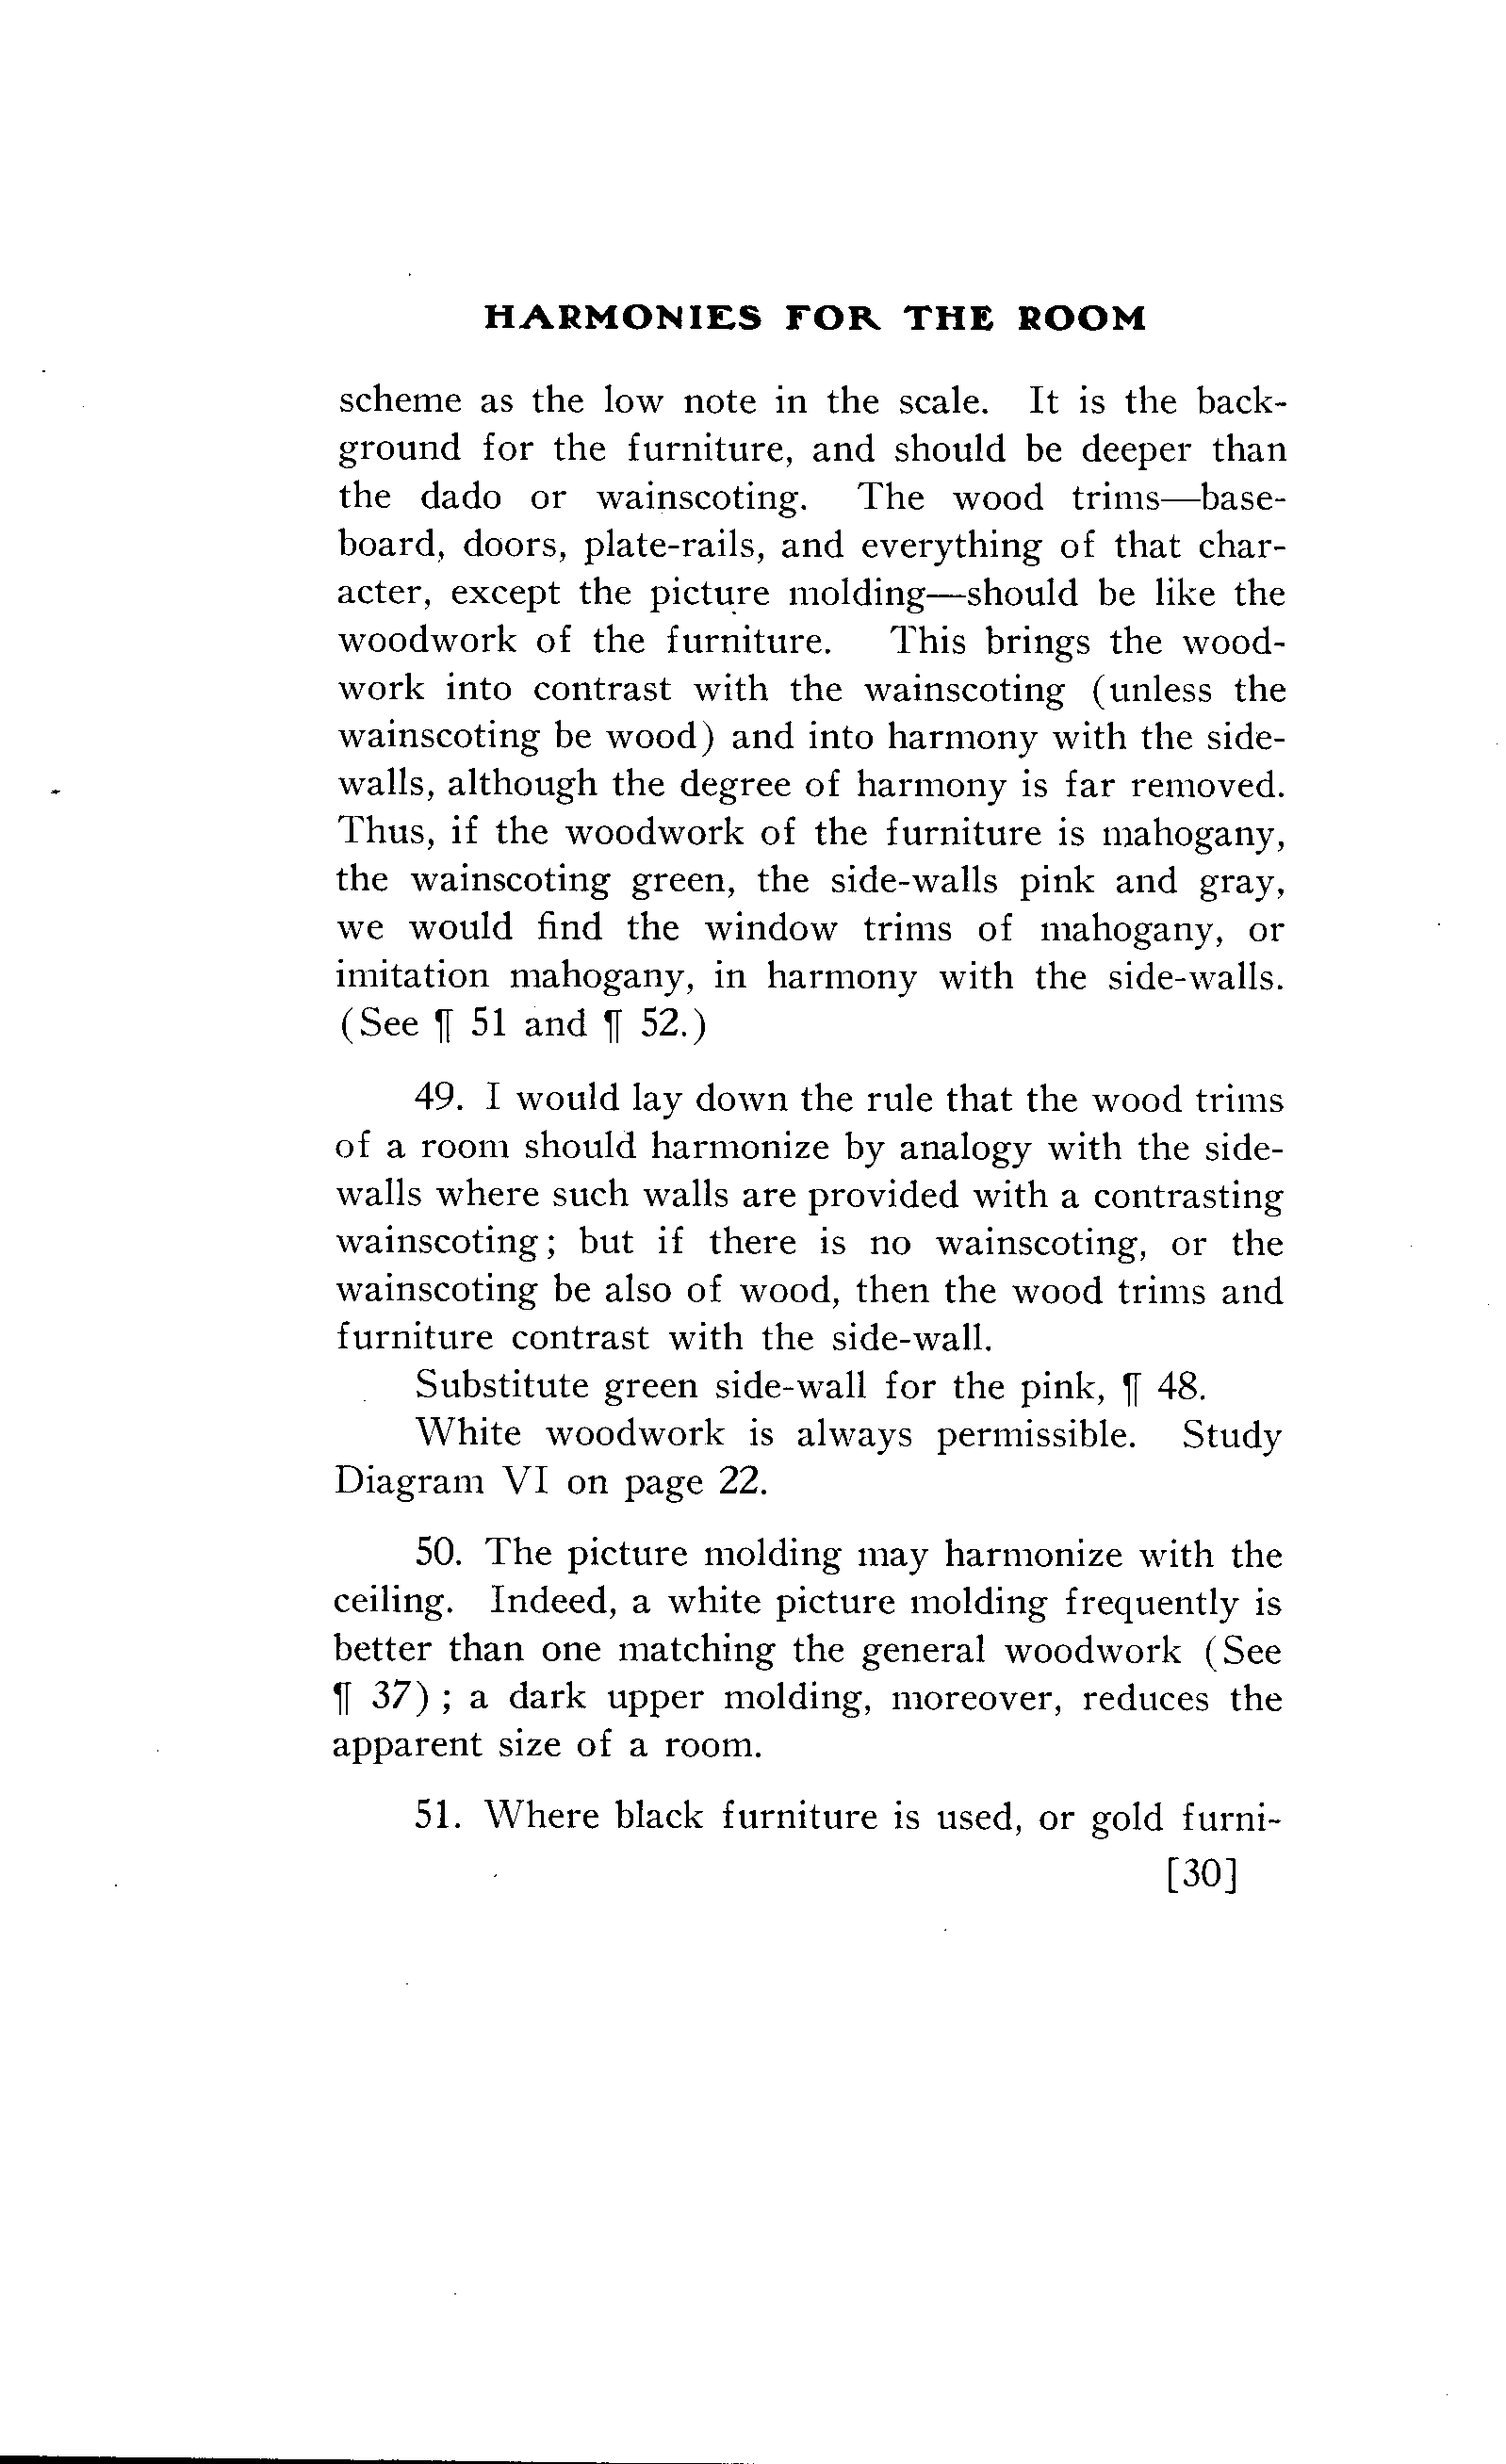 HARMONIES FOR THE ROOM
scheme as the low note in the scale. It is the back-
ground for the furniture, and should be deeper than
the dado or wainscoting. The wood trims—base-
board, doors, plate-rails, and everything of that char-
acter, except the picture molding—should be like the
woodwork of the furniture. This brings the wood-
work into contrast with the wainscoting (unless the
wainscoting be wood) and into harmony with the side-
walls, although the degree of harmony is far removed.
Thus, if the woodwork of the furniture is mahogany,
the wainscoting green, the side-walls pink and gray,
we would find the window trims of mahogany, or
imitation mahogany, in harmony with the side-walls.
(See ¶ 51 and ¶ 52.)
49. I would lay down the rule that the wood trims
of a room should harmonize by analogy with the side-
walls where such walls are provided with a contrasting
wainscoting; but if there is no wainscoting, or the
wainscoting be also of wood, then the wood trims and
furniture contrast with the side-wall.
Substitute green side-wall for the pink, ¶ 48.
White woodwork is always permissible. Study
Diagram VI on page 22.
50. The picture molding may harmonize with the
ceiling. Indeed, a white picture molding frequently is
better than one matching the general woodwork (See
¶ 37); a dark upper molding, moreover, reduces the
apparent size of a room.
51. Where black furniture is used, or gold furni-
[30]